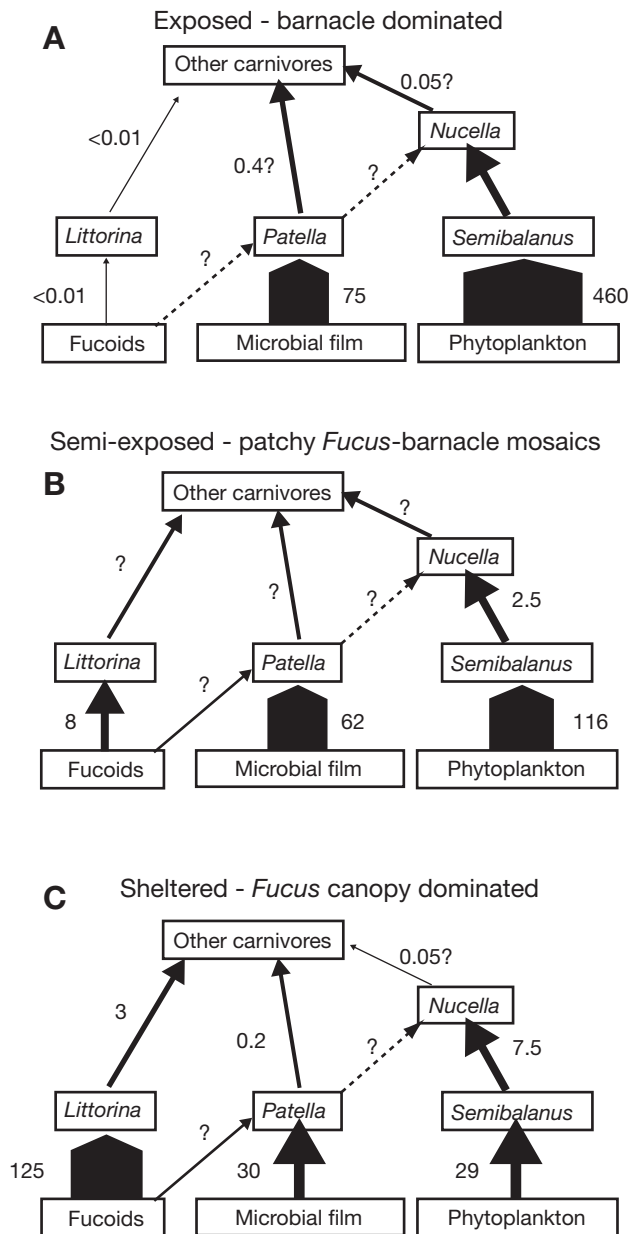 A
Exposed - barnacle dominated
Other carnivores
0.05?
Nucella
<0.01
0.4?
?
Littorina
Patella
Semibalanus
?
<0.01
75
460
Fucoids
Microbial film
Phytoplankton
Semi-exposed - patchy Fucus-barnacle mosaics
B
Other carnivores
?
Nucella
?
?
?
2.5
Littorina
Patella
Semibalanus
?
8
62
116
Fucoids
Microbial film
Phytoplankton
C
Sheltered - Fucus canopy dominated
Other carnivores
0.05?
Nucella
3
0.2
?
7.5
Littorina
Patella
Semibalanus
?
125
30
29
Fucoids
Microbial film
Phytoplankton